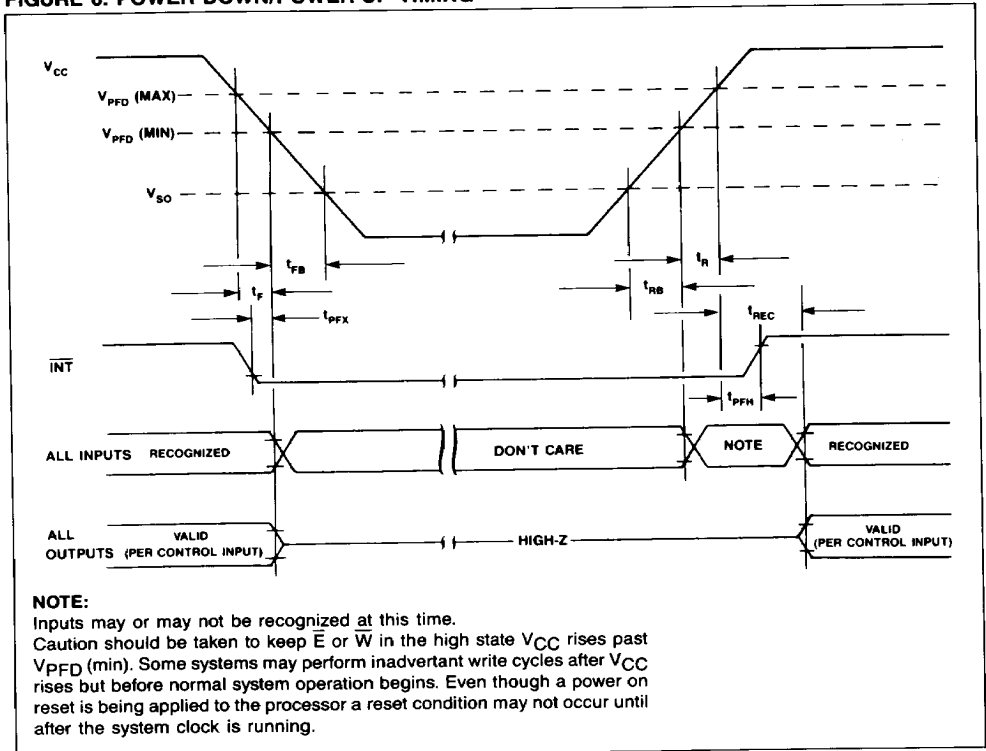 FIGURE 6. POWER-DOWN/POWER-UP TIMING
VCC
VPFD (MAX)
VPFD (MIN)
VSO
tFB
tF
tPFX
tR
tRB
tREC
INT
tPFH
ALL INPUTS RECOGNIZED
DON'T CARE
NOTE
RECOGNIZED
ALL OUTPUTS
VALID
(PER CONTROL INPUT)
HIGH-Z
VALID
(PER CONTROL INPUT)
NOTE:
Inputs may or may not be recognized at this time.
Caution should be taken to keep E̅ or W̅ in the high state VCC rises past
VPFD (min). Some systems may perform inadvertant write cycles after VCC
rises but before normal system operation begins. Even though a power on
reset is being applied to the processor a reset condition may not occur until
after the system clock is running.